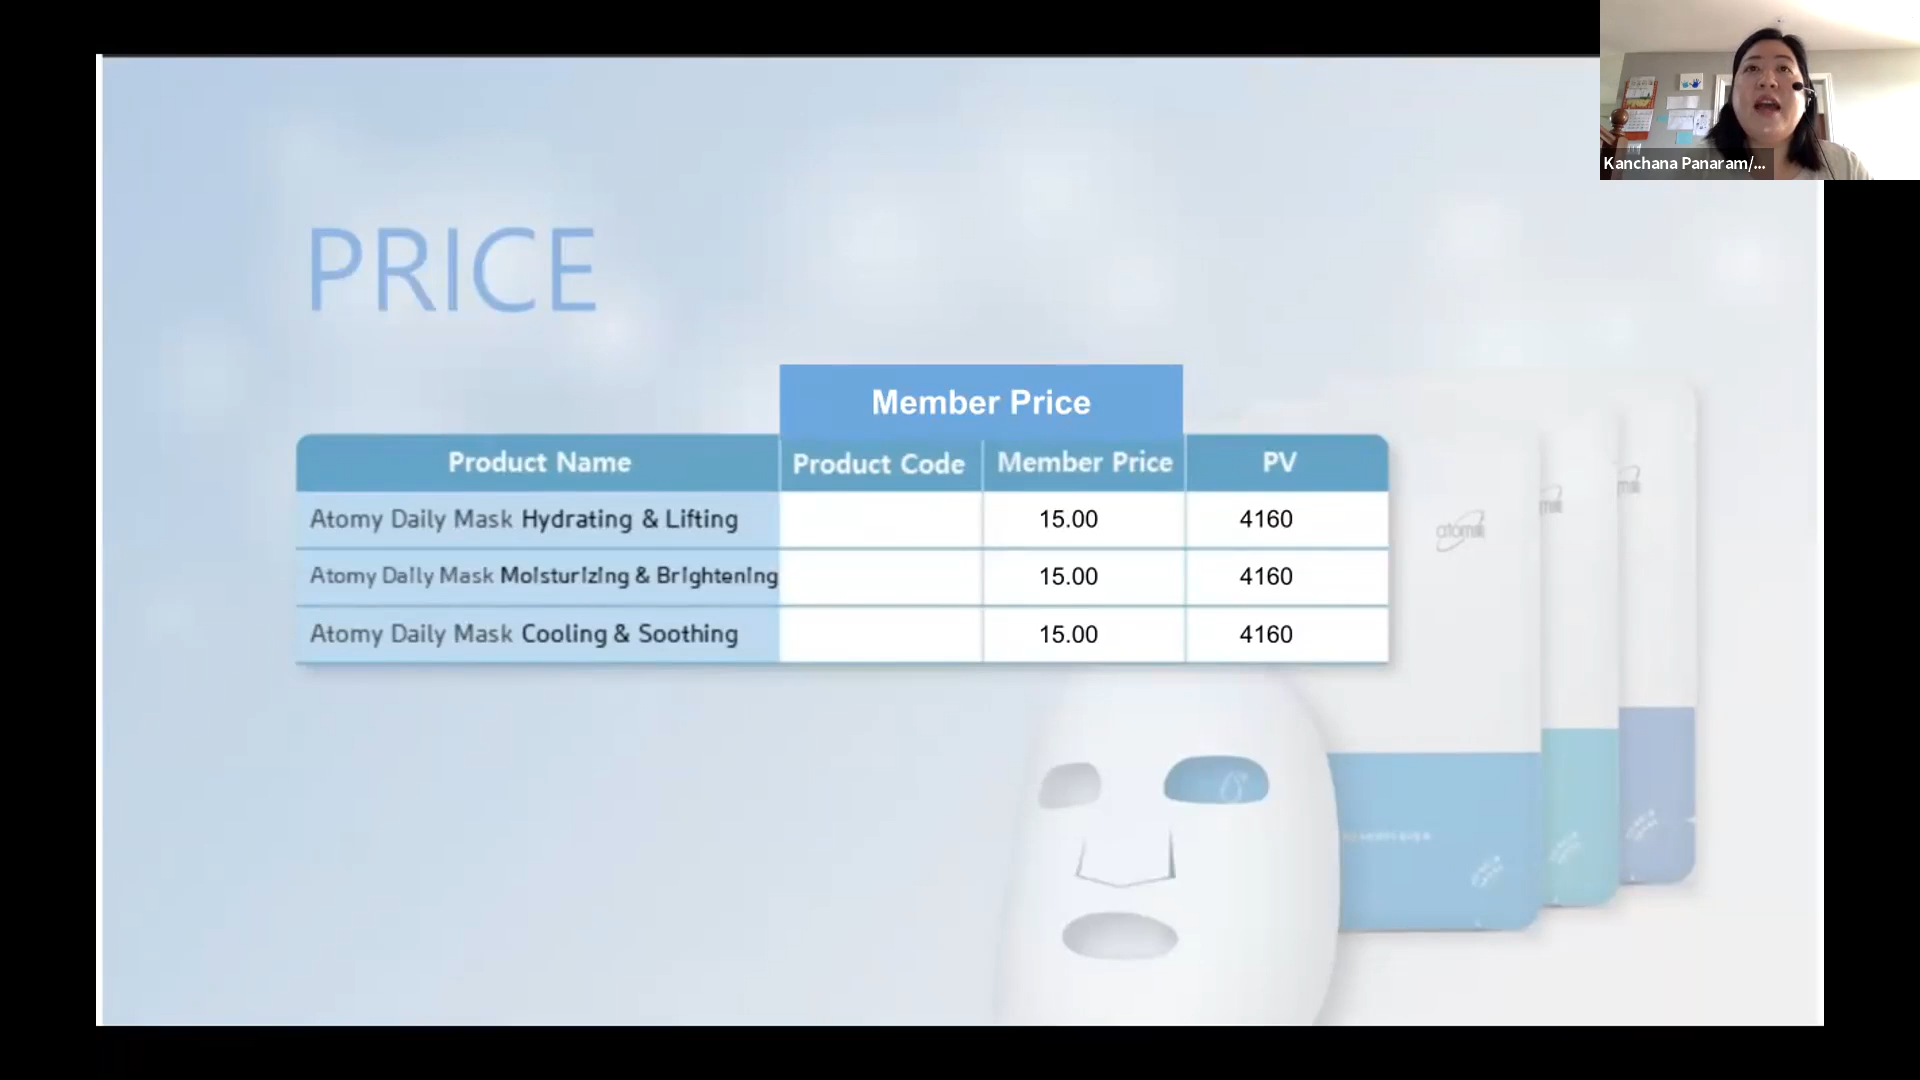 Kanchana Panaram/...
PRICE
Member Price
Product Name Product Code Member Price PV
Atomy Daily Mask Hydrating & Lifting 15.00 4160
Atomy Daily Mask Moisturizing & Brightening 15.00 4160
Atomy Daily Mask Cooling & Soothing 15.00 4160
atomy